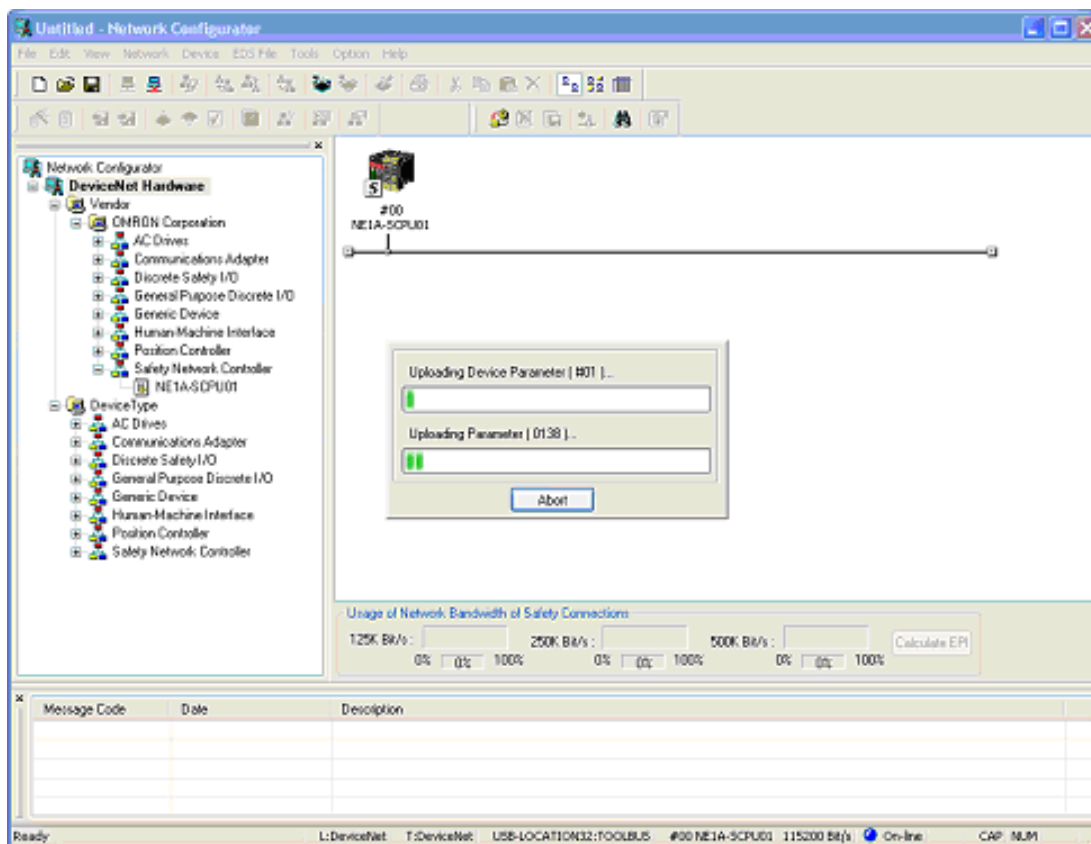 Untitled - Network Configurator
File Edit View Network Device EDS File Tools Option Help
Network Configurator
DeviceNet Hardware
Vendor
OMRON Corporation
AC Drives
Communications Adapter
Discrete Safety I/O
General Purpose Discrete I/O
Generic Device
Human-Machine Interface
Position Controller
Safety Network Controller
NE1A-SCPU01
DeviceType
AC Drives
Communications Adapter
Discrete Safety I/O
General Purpose Discrete I/O
Generic Device
Human-Machine Interface
Position Controller
Safety Network Controller
S
#00
NE1A-SCPU01
Uploading Device Parameter ( #01 )...
Uploading Parameter ( 0138 )...
Abort
Usage of Network Bandwidth of Safety Connections
125K Bit/s : 250K Bit/s : 500K Bit/s : Calculate EPI
0% 0% 100% 0% 0% 100% 0% 0% 100%
Message Code Date Description
Ready L:DeviceNet T:DeviceNet USB-LOCATION32:TOOLBUS #00 NE1A-SCPU01 115200 Bit/s On-line CAP NUM